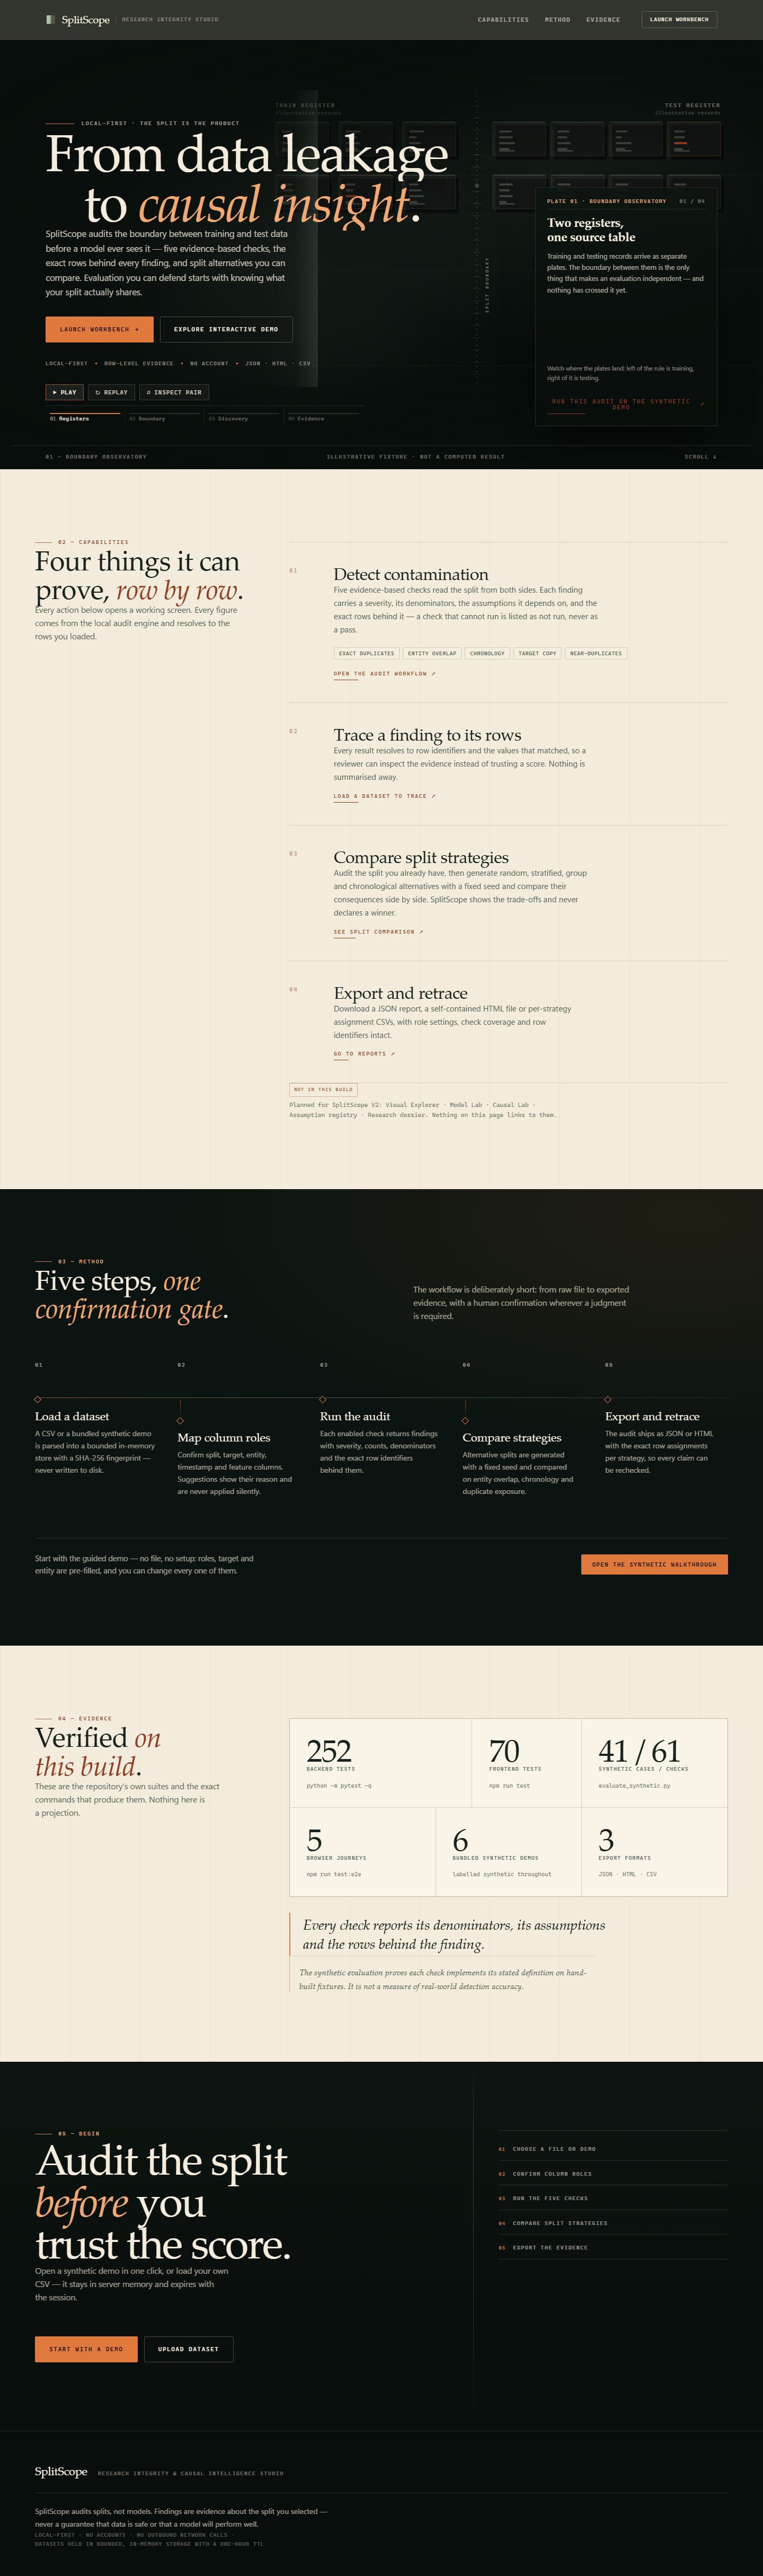 SplitScope
RESEARCH INTEGRITY STUDIO
CAPABILITIES
METHOD
EVIDENCE
LAUNCH WORKBENCH
TRAIN REGISTER
illustrative records
TEST REGISTER
illustrative records
LOCAL-FIRST · THE SPLIT IS THE PRODUCT
From data leakage
to causal insight.
SplitScope audits the boundary between training and test data
before a model ever sees it — five evidence-based checks, the
exact rows behind every finding, and split alternatives you can
compare. Evaluation you can defend starts with knowing what
your split actually shares.
LAUNCH WORKBENCH →
EXPLORE INTERACTIVE DEMO
LOCAL-FIRST • ROW-LEVEL EVIDENCE • NO ACCOUNT • JSON · HTML · CSV
▶ PLAY
↻ REPLAY
⌕ INSPECT PAIR
01 Registers
02 Boundary
03 Discovery
04 Evidence
SPLIT BOUNDARY
PLATE 01 · BOUNDARY OBSERVATORY
01 / 04
Two registers,
one source table
Training and testing records arrive as separate
plates. The boundary between them is the only
thing that makes an evaluation independent — and
nothing has crossed it yet.
Watch where the plates land: left of the rule is training,
right of it is testing.
RUN THIS AUDIT ON THE SYNTHETIC
DEMO ↗
01 — BOUNDARY OBSERVATORY
ILLUSTRATIVE FIXTURE · NOT A COMPUTED RESULT
SCROLL ↓
02 — CAPABILITIES
Four things it can
prove, row by row.
Every action below opens a working screen. Every figure
comes from the local audit engine and resolves to the
rows you loaded.
01
Detect contamination
Five evidence-based checks read the split from both sides. Each finding
carries a severity, its denominators, the assumptions it depends on, and the
exact rows behind it — a check that cannot run is listed as not run, never as
a pass.
EXACT DUPLICATES
ENTITY OVERLAP
CHRONOLOGY
TARGET COPY
NEAR-DUPLICATES
OPEN THE AUDIT WORKFLOW ↗
02
Trace a finding to its rows
Every result resolves to row identifiers and the values that matched, so a
reviewer can inspect the evidence instead of trusting a score. Nothing is
summarised away.
LOAD A DATASET TO TRACE ↗
03
Compare split strategies
Audit the split you already have, then generate random, stratified, group
and chronological alternatives with a fixed seed and compare their
consequences side by side. SplitScope shows the trade-offs and never
declares a winner.
SEE SPLIT COMPARISON ↗
04
Export and retrace
Download a JSON report, a self-contained HTML file or per-strategy
assignment CSVs, with role settings, check coverage and row
identifiers intact.
GO TO REPORTS ↗
NOT IN THIS BUILD
Planned for SplitScope V2: Visual Explorer · Model Lab · Causal Lab ·
Assumption registry · Research dossier. Nothing on this page links to them.
03 — METHOD
Five steps, one
confirmation gate.
The workflow is deliberately short: from raw file to exported
evidence, with a human confirmation wherever a judgment
is required.
01
Load a dataset
A CSV or a bundled synthetic demo
is parsed into a bounded in-memory
store with a SHA-256 fingerprint —
never written to disk.
02
Map column roles
Confirm split, target, entity,
timestamp and feature columns.
Suggestions show their reason and
are never applied silently.
03
Run the audit
Each enabled check returns findings
with severity, counts, denominators
and the exact row identifiers
behind them.
04
Compare strategies
Alternative splits are generated
with a fixed seed and compared
on entity overlap, chronology and
duplicate exposure.
05
Export and retrace
The audit ships as JSON or HTML
with the exact row assignments
per strategy, so every claim can
be rechecked.
Start with the guided demo — no file, no setup: roles, target and
entity are pre-filled, and you can change every one of them.
OPEN THE SYNTHETIC WALKTHROUGH
04 — EVIDENCE
Verified on
this build.
These are the repository's own suites and the exact
commands that produce them. Nothing here is
a projection.
252
BACKEND TESTS
python -m pytest -q
70
FRONTEND TESTS
npm run test
41 / 61
SYNTHETIC CASES / CHECKS
evaluate_synthetic.py
5
BROWSER JOURNEYS
npm run test:e2e
6
BUNDLED SYNTHETIC DEMOS
labelled synthetic throughout
3
EXPORT FORMATS
JSON · HTML · CSV
Every check reports its denominators, its assumptions
and the rows behind the finding.
The synthetic evaluation proves each check implements its stated definition on hand-
built fixtures. It is not a measure of real-world detection accuracy.
05 — BEGIN
Audit the split
before you
trust the score.
Open a synthetic demo in one click, or load your own
CSV — it stays in server memory and expires with
the session.
START WITH A DEMO
UPLOAD DATASET
01 CHOOSE A FILE OR DEMO
02 CONFIRM COLUMN ROLES
03 RUN THE FIVE CHECKS
04 COMPARE SPLIT STRATEGIES
05 EXPORT THE EVIDENCE
SplitScope
RESEARCH INTEGRITY & CAUSAL INTELLIGENCE STUDIO
SplitScope audits splits, not models. Findings are evidence about the split you selected —
never a guarantee that data is safe or that a model will perform well.
LOCAL-FIRST · NO ACCOUNTS · NO OUTBOUND NETWORK CALLS ·
DATASETS HELD IN BOUNDED, IN-MEMORY STORAGE WITH A ONE-HOUR TTL